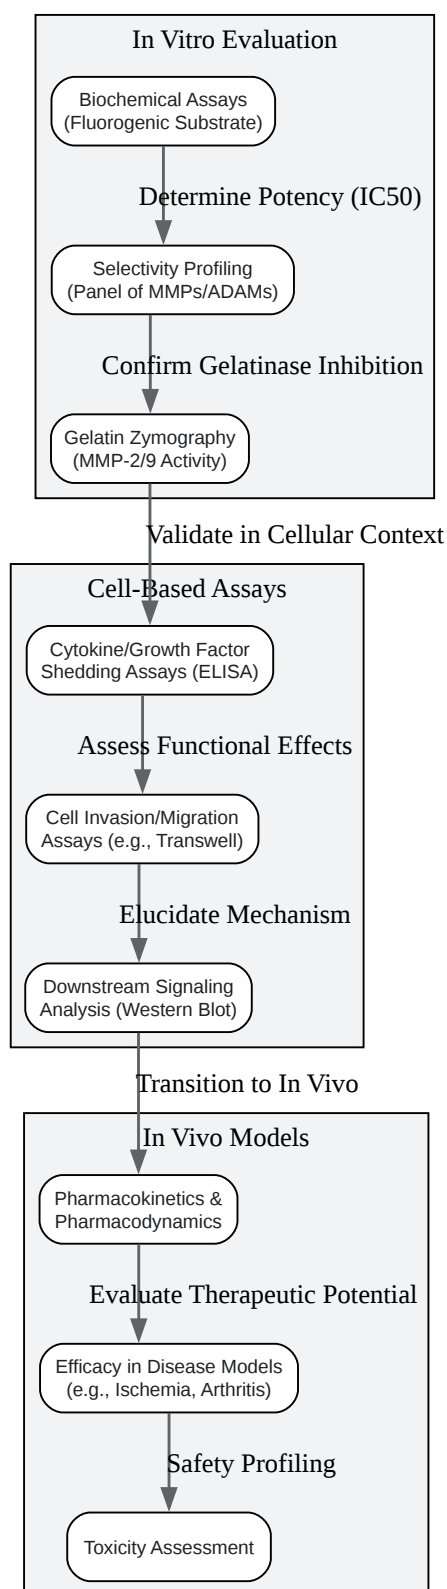 In Vitro Evaluation
Biochemical Assays
(Fluorogenic Substrate)
Determine Potency (IC50)
Selectivity Profiling
(Panel of MMPs/ADAMs)
Confirm Gelatinase Inhibition
Gelatin Zymography
(MMP-2/9 Activity)
Validate in Cellular Context
Cell-Based Assays
Cytokine/Growth Factor
Shedding Assays (ELISA)
Assess Functional Effects
Cell Invasion/Migration
Assays (e.g., Transwell)
Elucidate Mechanism
Downstream Signaling
Analysis (Western Blot)
Transition to In Vivo
In Vivo Models
Pharmacokinetics &
Pharmacodynamics
Evaluate Therapeutic Potential
Efficacy in Disease Models
(e.g., Ischemia, Arthritis)
Safety Profiling
Toxicity Assessment